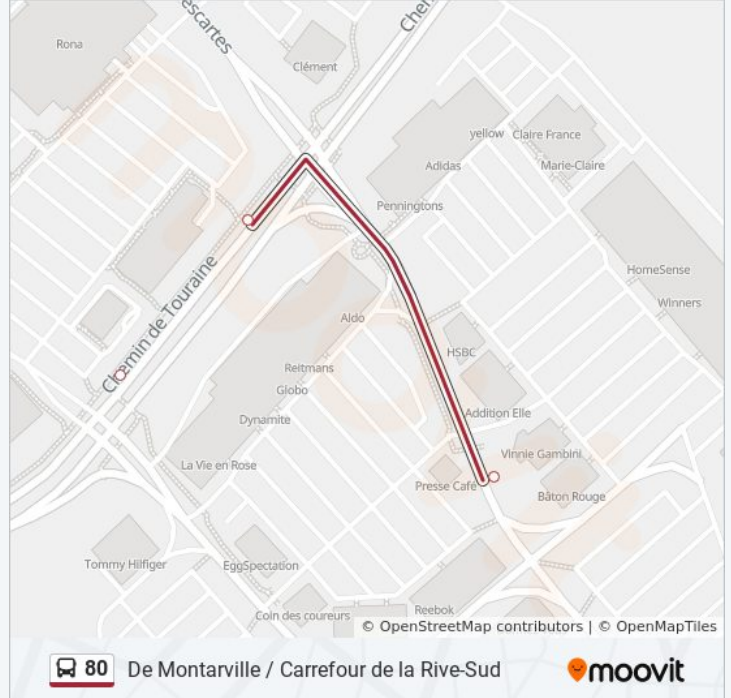 escartes
Cher
Rona
Clément
yellow
Claire France
Adidas
Marie-Claire
Penningtons
Chemin de Touraine
HomeSense
Winners
Aldo
HSBC
Reitmans
Globo
Addition Elle
Dynamite
Vinnie Gambini
La Vie en Rose
Presse Café
Bâton Rouge
Tommy Hilfiger
EggSpectation
Coin des coureurs
Reebok
© OpenStreetMap contributors | © OpenMapTiles
80 De Montarville / Carrefour de la Rive-Sud
moovit